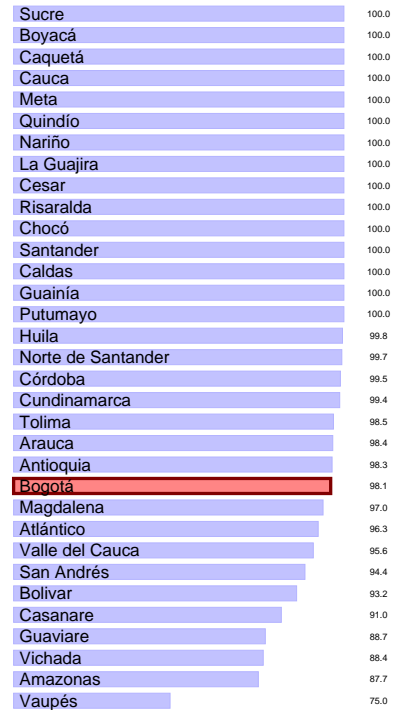 Sucre 100.0
Boyacá 100.0
Caquetá 100.0
Cauca 100.0
Meta 100.0
Quindío 100.0
Nariño 100.0
La Guajira 100.0
Cesar 100.0
Risaralda 100.0
Chocó 100.0
Santander 100.0
Caldas 100.0
Guainía 100.0
Putumayo 100.0
Huila 99.8
Norte de Santander 99.7
Córdoba 99.5
Cundinamarca 99.4
Tolima 98.5
Arauca 98.4
Antioquia 98.3
Bogotá 98.1
Magdalena 97.0
Atlántico 96.3
Valle del Cauca 95.6
San Andrés 94.4
Bolivar 93.2
Casanare 91.0
Guaviare 88.7
Vichada 88.4
Amazonas 87.7
Vaupés 75.0